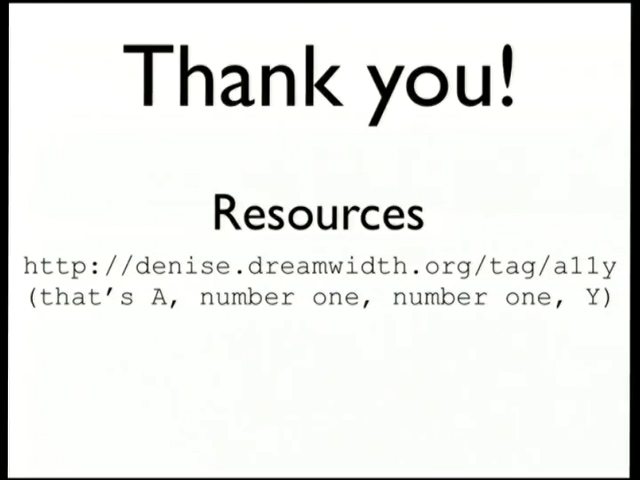 Thank you!
Resources
http://denise.dreamwidth.org/tag/a11y
(that's A, number one, number one, Y)